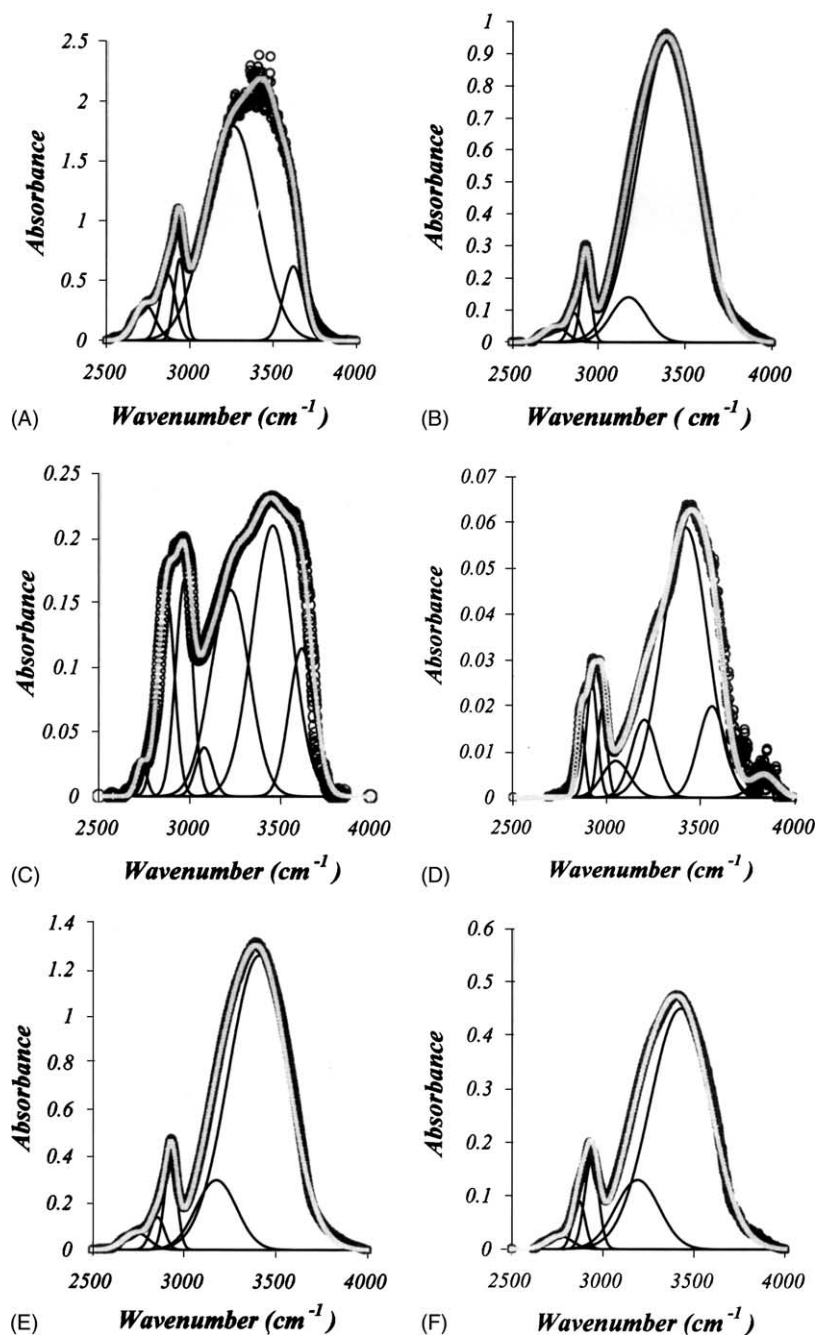 2.5
2
1.5
1
0.5
0
Absorbance
2500 3000 3500 4000
(A) Wavenumber (cm-1)
1
0.9
0.8
0.7
0.6
0.5
0.4
0.3
0.2
0.1
0
Absorbance
2500 3000 3500 4000
(B) Wavenumber ( cm-1)
0.25
0.2
0.15
0.1
0.05
0
Absorbance
2500 3000 3500 4000
(C) Wavenumber (cm-1)
0.07
0.06
0.05
0.04
0.03
0.02
0.01
0
Absorbance
2500 3000 3500 4000
(D) Wavenumber (cm-1)
1.4
1.2
1
0.8
0.6
0.4
0.2
0
Absorbance
2500 3000 3500 4000
(E) Wavenumber (cm-1)
0.6
0.5
0.4
0.3
0.2
0.1
0
Absorbance
2500 3000 3500 4000
(F) Wavenumber (cm-1)